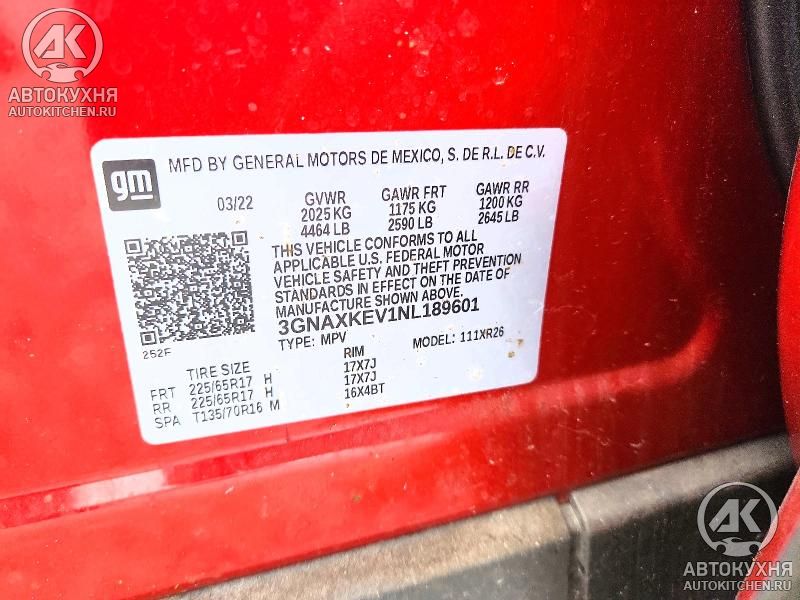 AK
АВТОКУХНЯ
AUTOKITCHEN.RU
gm
MFD BY GENERAL MOTORS DE MEXICO, S. DE R.L. DE C.V.
03/22 GVWR GAWR FRT GAWR RR
2025 KG 1175 KG 1200 KG
4464 LB 2590 LB 2645 LB
THIS VEHICLE CONFORMS TO ALL
APPLICABLE U.S. FEDERAL MOTOR
VEHICLE SAFETY AND THEFT PREVENTION
STANDARDS IN EFFECT ON THE DATE OF
MANUFACTURE SHOWN ABOVE.
3GNAXKEV1NL189601
252F TYPE: MPV MODEL: 111XR26
TIRE SIZE RIM
FRT 225/65R17 H 17X7J
RR 225/65R17 H 17X7J
SPA T135/70R16 M 16X4BT
AK
АВТОКУХНЯ
AUTOKITCHEN.RU